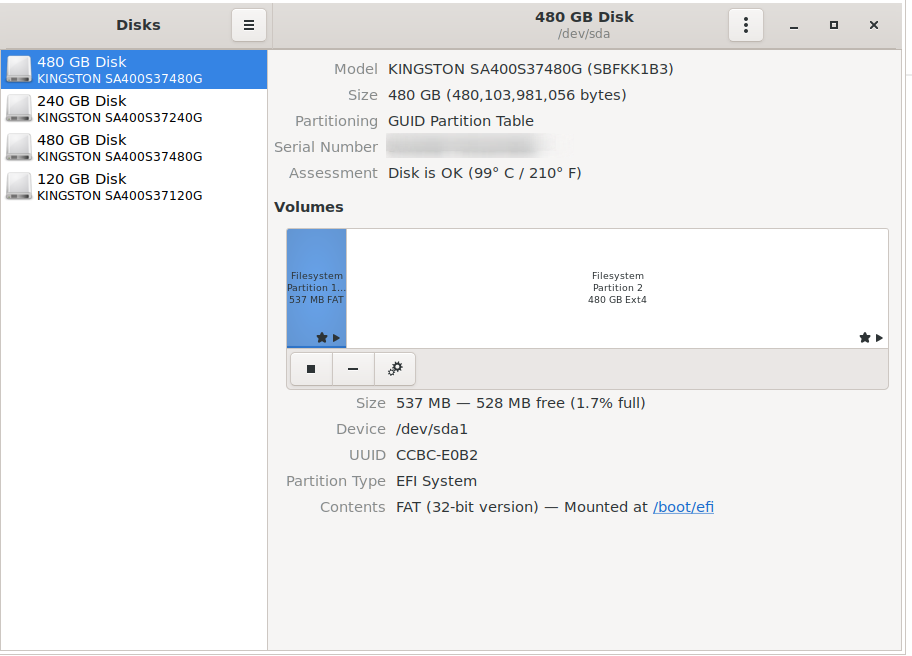 Disks
480 GB Disk
/dev/sda
480 GB Disk
KINGSTON SA400S37480G
240 GB Disk
KINGSTON SA400S37240G
480 GB Disk
KINGSTON SA400S37480G
120 GB Disk
KINGSTON SA400S37120G
Model KINGSTON SA400S37480G (SBFKK1B3)
Size 480 GB (480,103,981,056 bytes)
Partitioning GUID Partition Table
Serial Number
Assessment Disk is OK (99° C / 210° F)
Volumes
Filesystem
Partition 1…
537 MB FAT
Filesystem
Partition 2
480 GB Ext4
Size 537 MB — 528 MB free (1.7% full)
Device /dev/sda1
UUID CCBC-E0B2
Partition Type EFI System
Contents FAT (32-bit version) — Mounted at /boot/efi